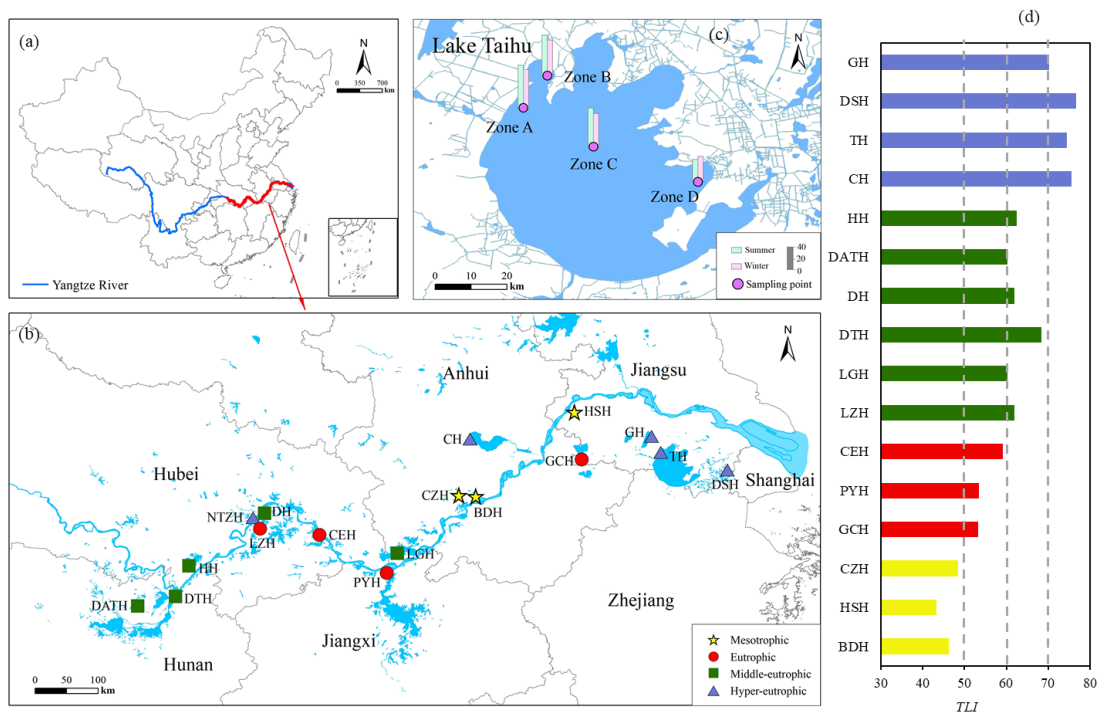 (a)
N
0 350 700
km
Yangtze River
Lake Taihu
(c)
N
Zone B
Zone A
Zone C
Zone D
Summer
Winter
Sampling point
40
20
0
0 10 20
km
(b)
N
Anhui
Jiangsu
HSH
CH
GH
TH
GCH
DSH
Shanghai
Hubei
CZH
BDH
NTZH
DH
LZH
CEH
HH
LGH
PYH
DATH
DTH
Zhejiang
Jiangxi
Hunan
Mesotrophic
Eutrophic
Middle-eutrophic
Hyper-eutrophic
0 50 100
km
(d)
GH
DSH
TH
CH
HH
DATH
DH
DTH
LGH
LZH
CEH
PYH
GCH
CZH
HSH
BDH
30 40 50 60 70 80
TLI